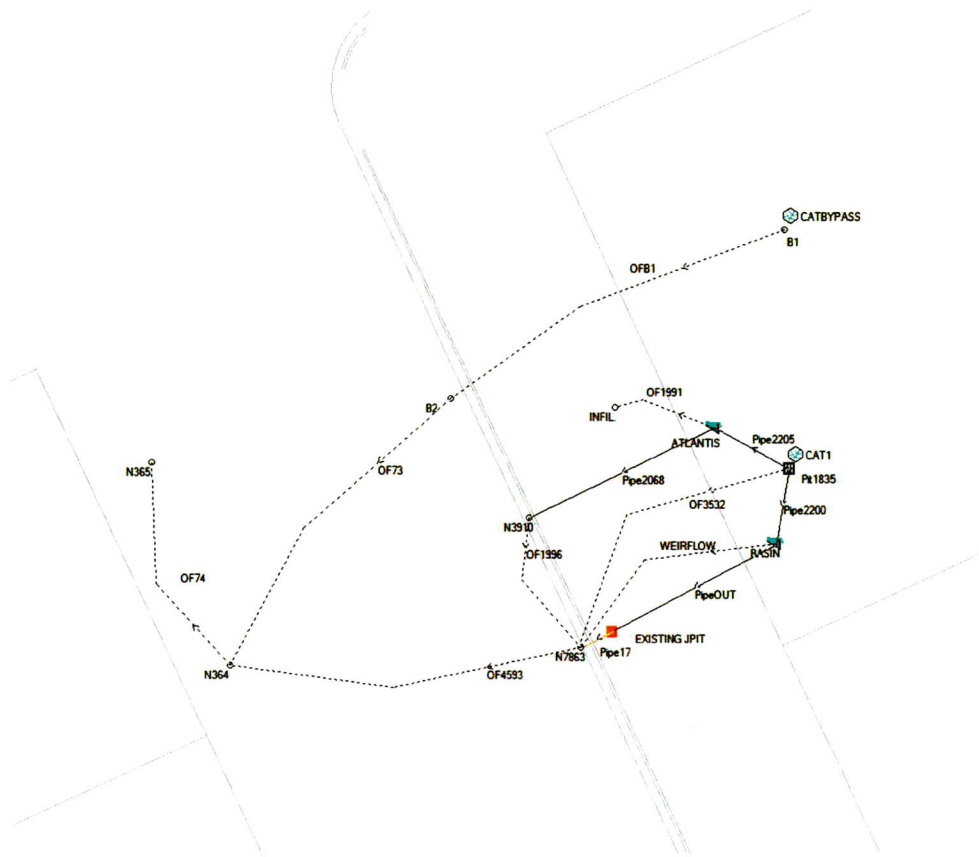 CATBYPASS
B1
OFB1
OF1991
B2
INFIL
ATLANTIS
Pipe2205
CAT1
N365
OF73
Pipe2068
Pit1835
OF3532
Pipe2200
N3910
WEIRFLOW
RASIN
OF1996
OF74
PipeOUT
EXISTING JPIT
N7863
Pipe17
N364
OF4593